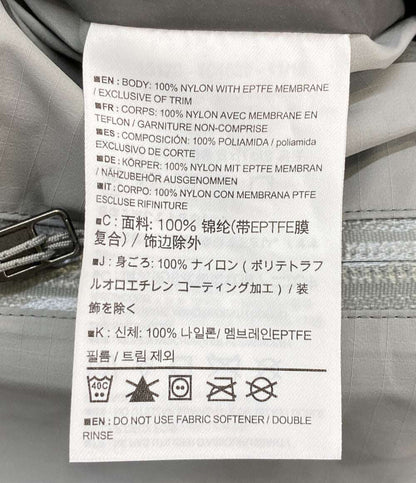 ■EN: BODY: 100% NYLON WITH EPTFE MEMBRANE
/ EXCLUSIVE OF TRIM
■FR: CORPS: 100% NYLON AVEC MEMBRANE EN
TEFLON / GARNITURE NON-COMPRISE
■ES: COMPOSICIÓN: 100% POLIAMIDA / poliamida
EXCLUSIVO DE CORTE
■DE: KÖRPER: 100% NYLON MIT EPTFE MEMBRAN
/ NÄHZUBEHÖR AUSGENOMMEN
■IT: CORPO: 100% NYLON CON MEMBRANA PTFE
ESCLUSE RIFINITURE
■C: 面料: 100% 锦纶(带EPTFE膜
复合) / 饰边除外
■J: 身ごろ: 100% ナイロン ( ポリテトラフ
ルオロエチレン コーティング加工 ) / 装
飾を除く
■K: 신체: 100% 나일론/ 멤브레인EPTFE
필름 / 트림 제외
40C
■EN: DO NOT USE FABRIC SOFTENER / DOUBLE
RINSE